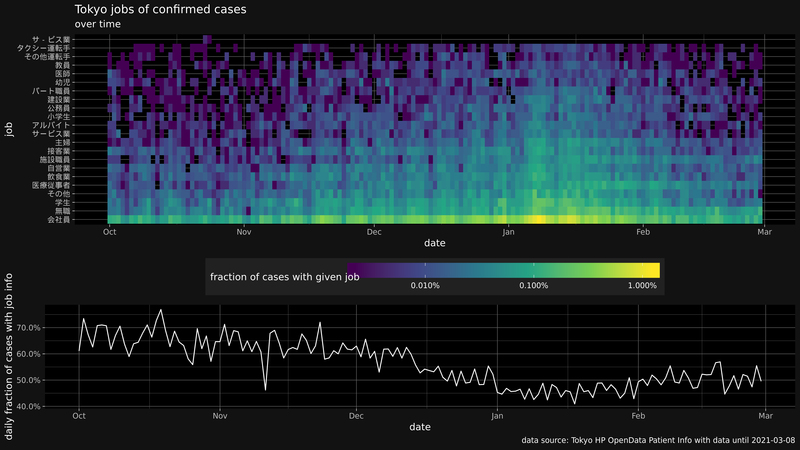 Tokyo jobs of confirmed cases
over time
job
サ - ビス業
タクシー運転手
その他運転手
教員
医師
幼児
パート職員
建設業
公務員
小学生
アルバイト
サービス業
主婦
接客業
施設職員
自営業
飲食業
医療従事者
その他
学生
無職
会社員
Oct Nov Dec Jan Feb Mar
date
fraction of cases with given job
0.010% 0.100% 1.000%
daily fraction of cases with job info
70.0%
60.0%
50.0%
40.0%
Oct Nov Dec Jan Feb Mar
date
data source: Tokyo HP OpenData Patient Info with data until 2021-03-08